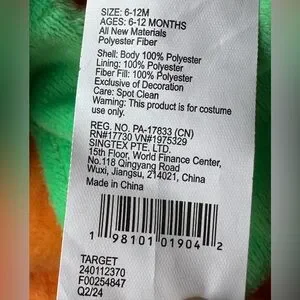 SIZE: 6-12M
AGES: 6-12 MONTHS
All New Materials
Polyester Fiber
Shell: Body 100% Polyester
Lining: 100% Polyester
Fiber Fill: 100% Polyester
Exclusive of Decoration
Care: Spot Clean
Warning: This product is for costume
use only.
REG. NO. PA-17833 (CN)
RN#17730 VN#1975329
SINGTEX PTE. LTD.
15th Floor, World Finance Center,
No.118 Qingyang Road
Wuxi, Jiangsu, 214021, China
Made in China
1 98101 01904 2
TARGET
240112370
F00254847
Q2/24